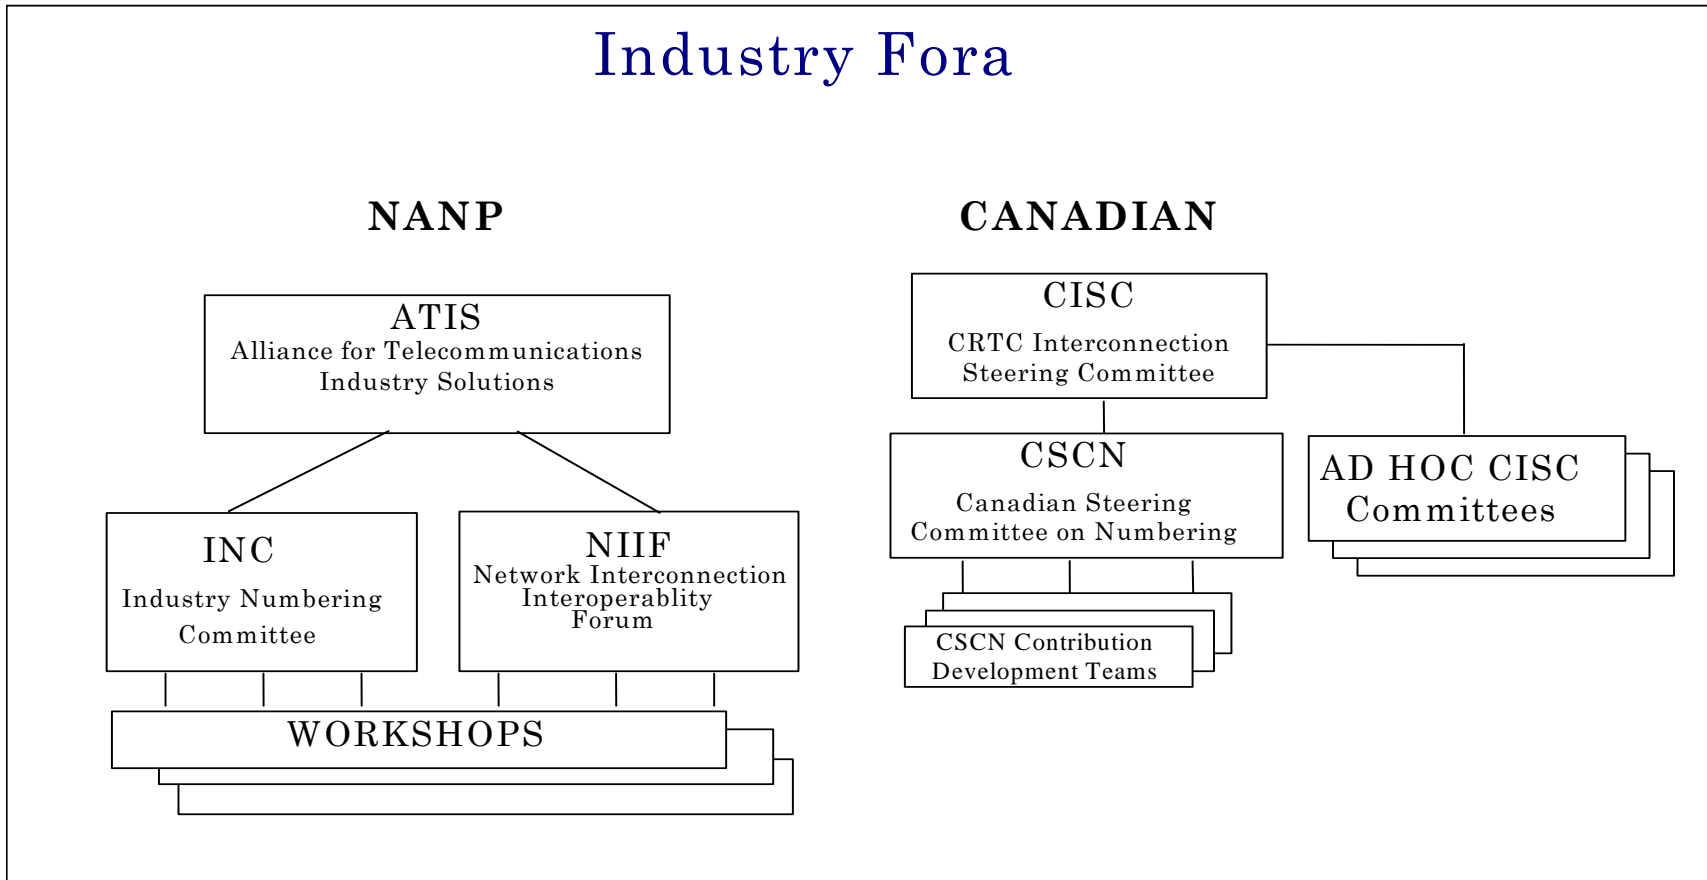 Industry Fora
NANP
ATIS
Alliance for Telecommunications
Industry Solutions
INC
Industry Numbering
Committee
NIIF
Network Interconnection
Interoperablity
Forum
WORKSHOPS
CANADIAN
CISC
CRTC Interconnection
Steering Committee
CSCN
Canadian Steering
Committee on Numbering
AD HOC CISC
Committees
CSCN Contribution
Development Teams